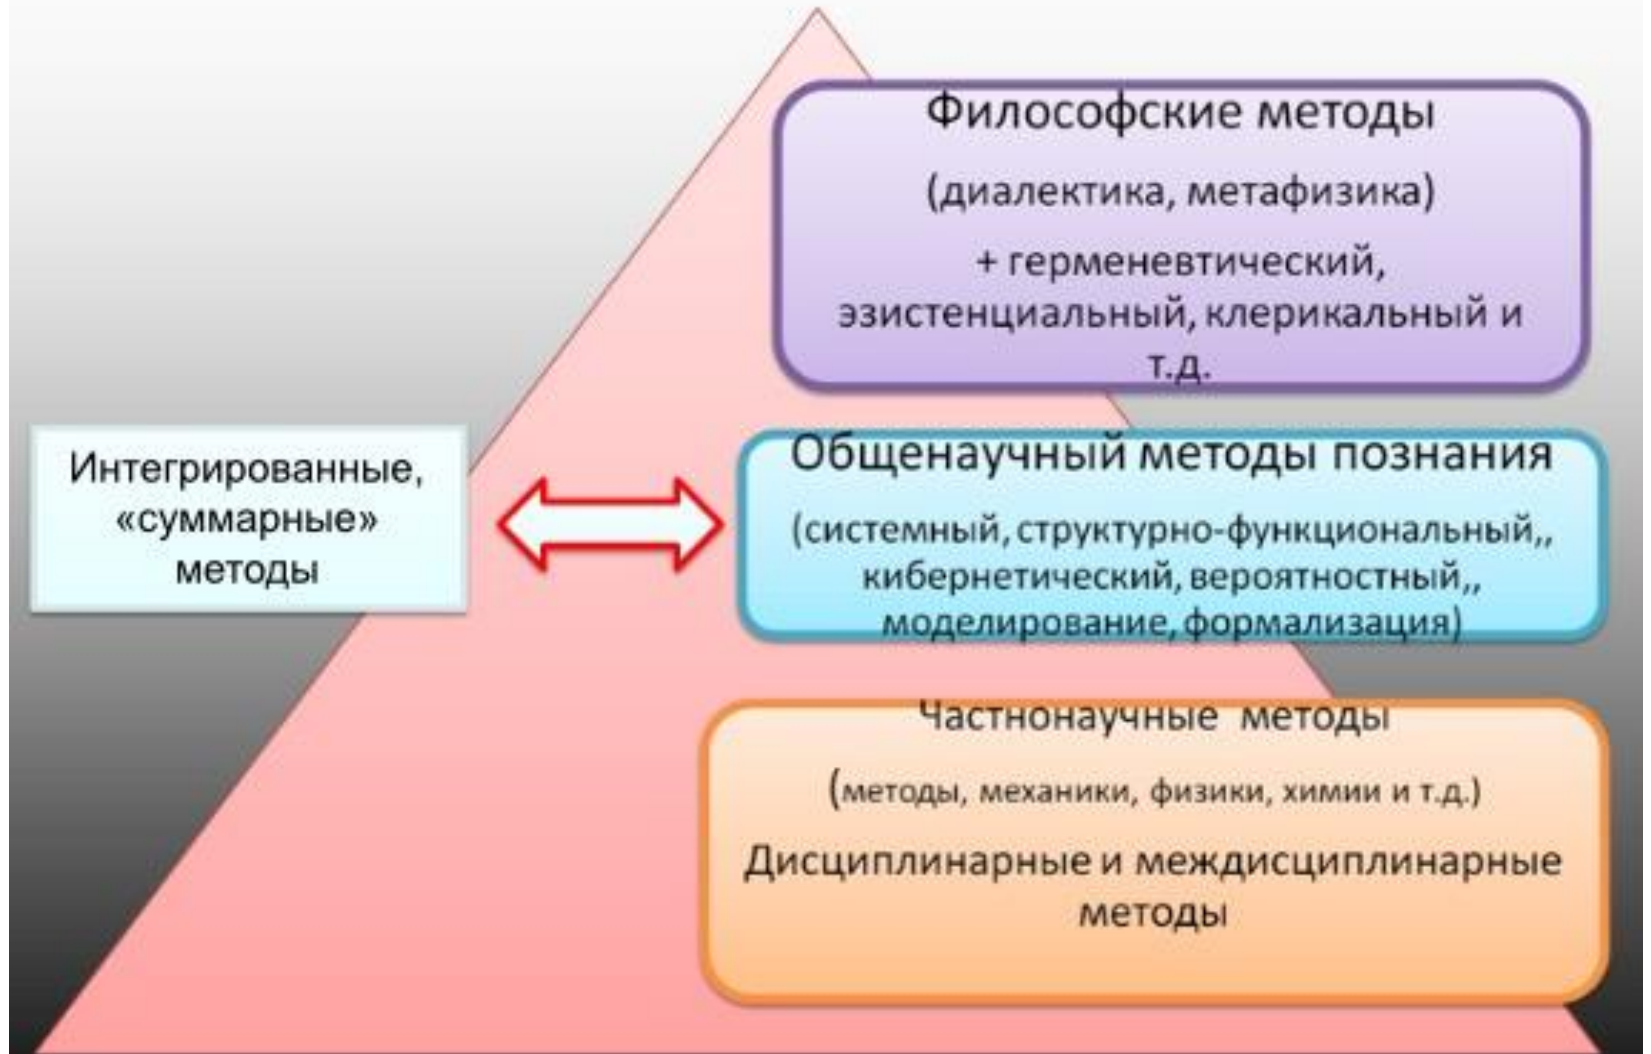 Философские методы
(диалектика, метафизика)
+ герменевтический,
эзистенциальный, клерикальный и
т.д.
Интегрированные,
«суммарные»
методы
Общенаучный методы познания
(системный, структурно-функциональный,,
кибернетический, вероятностный,,
моделирование, формализация)
Частнонаучные методы
(методы, механики, физики, химии и т.д.)
Дисциплинарные и междисциплинарные
методы